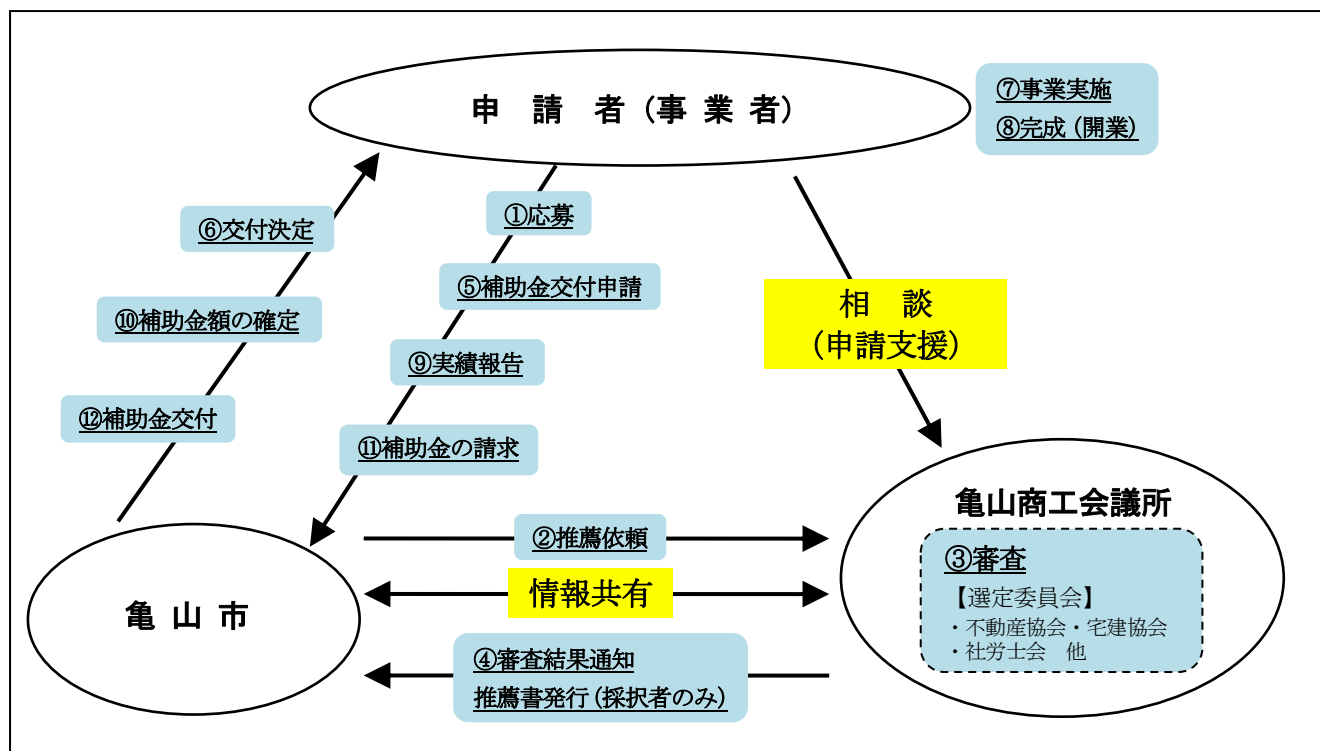 申 請 者（事 業 者）
⑦事業実施
⑧完成（開業）
①応募
⑥交付決定
⑤補助金交付申請
相 談
（申請支援）
⑩補助金額の確定
⑨実績報告
⑫補助金交付
⑪補助金の請求
亀山商工会議所
②推薦依頼
③審査
情報共有
【選定委員会】
・不動産協会・宅建協会
・社労士会 他
亀 山 市
④審査結果通知
推薦書発行（採択者のみ）